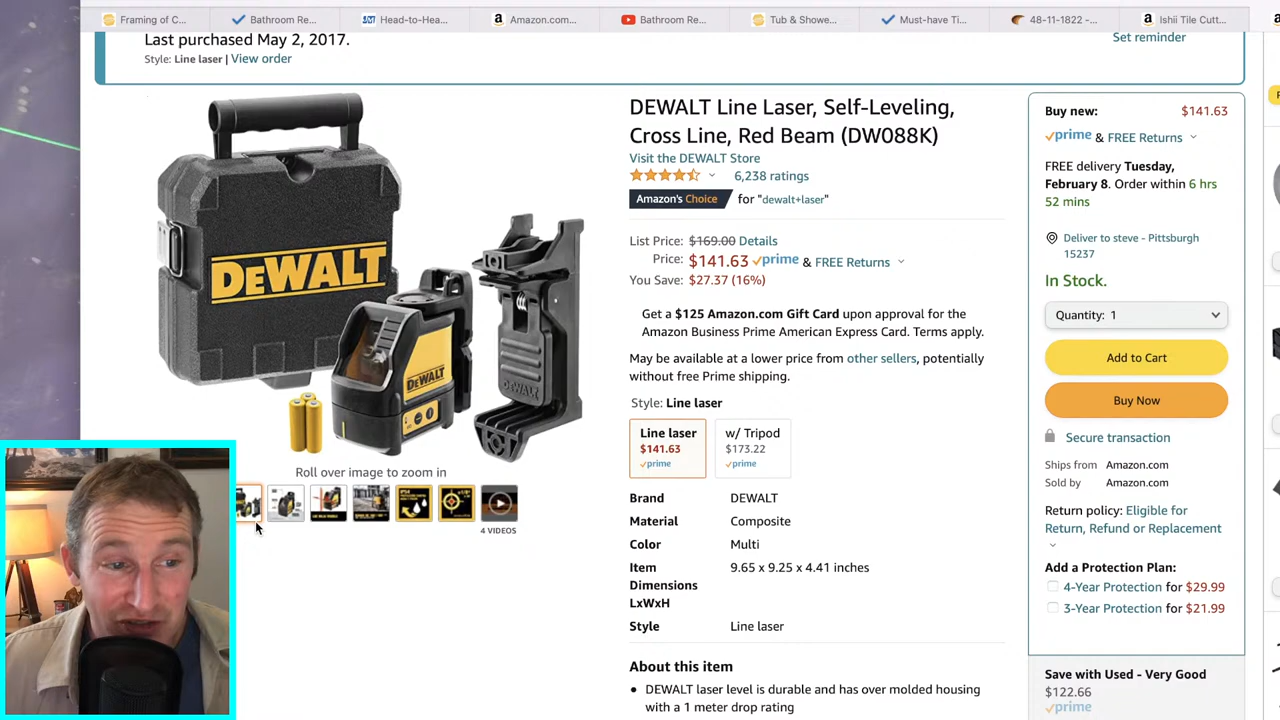 Framing of C...
Bathroom Re...
Head-to-Hea...
Amazon.com...
Bathroom Re...
Tub & Showe...
Must-have Ti...
48-11-1822 -...
Ishii Tile Cutt...
Last purchased May 2, 2017.
Set reminder
Style: Line laser | View order
DEWALT
DEWALT
DEWALT
Roll over image to zoom in
4 VIDEOS
DEWALT Line Laser, Self-Leveling,
Cross Line, Red Beam (DW088K)
Visit the DEWALT Store
6,238 ratings
Amazon's Choice for "dewalt+laser"
List Price: $169.00 Details
Price: $141.63 prime & FREE Returns
You Save: $27.37 (16%)
Get a $125 Amazon.com Gift Card upon approval for the
Amazon Business Prime American Express Card. Terms apply.
May be available at a lower price from other sellers, potentially
without free Prime shipping.
Style: Line laser
Line laser
$141.63
prime
w/ Tripod
$173.22
prime
Brand DEWALT
Material Composite
Color Multi
Item 9.65 x 9.25 x 4.41 inches
Dimensions
LxWxH
Style Line laser
About this item
DEWALT laser level is durable and has over molded housing
with a 1 meter drop rating
Buy new: $141.63
prime & FREE Returns
FREE delivery Tuesday,
February 8. Order within 6 hrs
52 mins
Deliver to steve - Pittsburgh
15237
In Stock.
Quantity: 1
Add to Cart
Buy Now
Secure transaction
Ships from Amazon.com
Sold by Amazon.com
Return policy: Eligible for
Return, Refund or Replacement
Add a Protection Plan:
4-Year Protection for $29.99
3-Year Protection for $21.99
Save with Used - Very Good
$122.66
prime